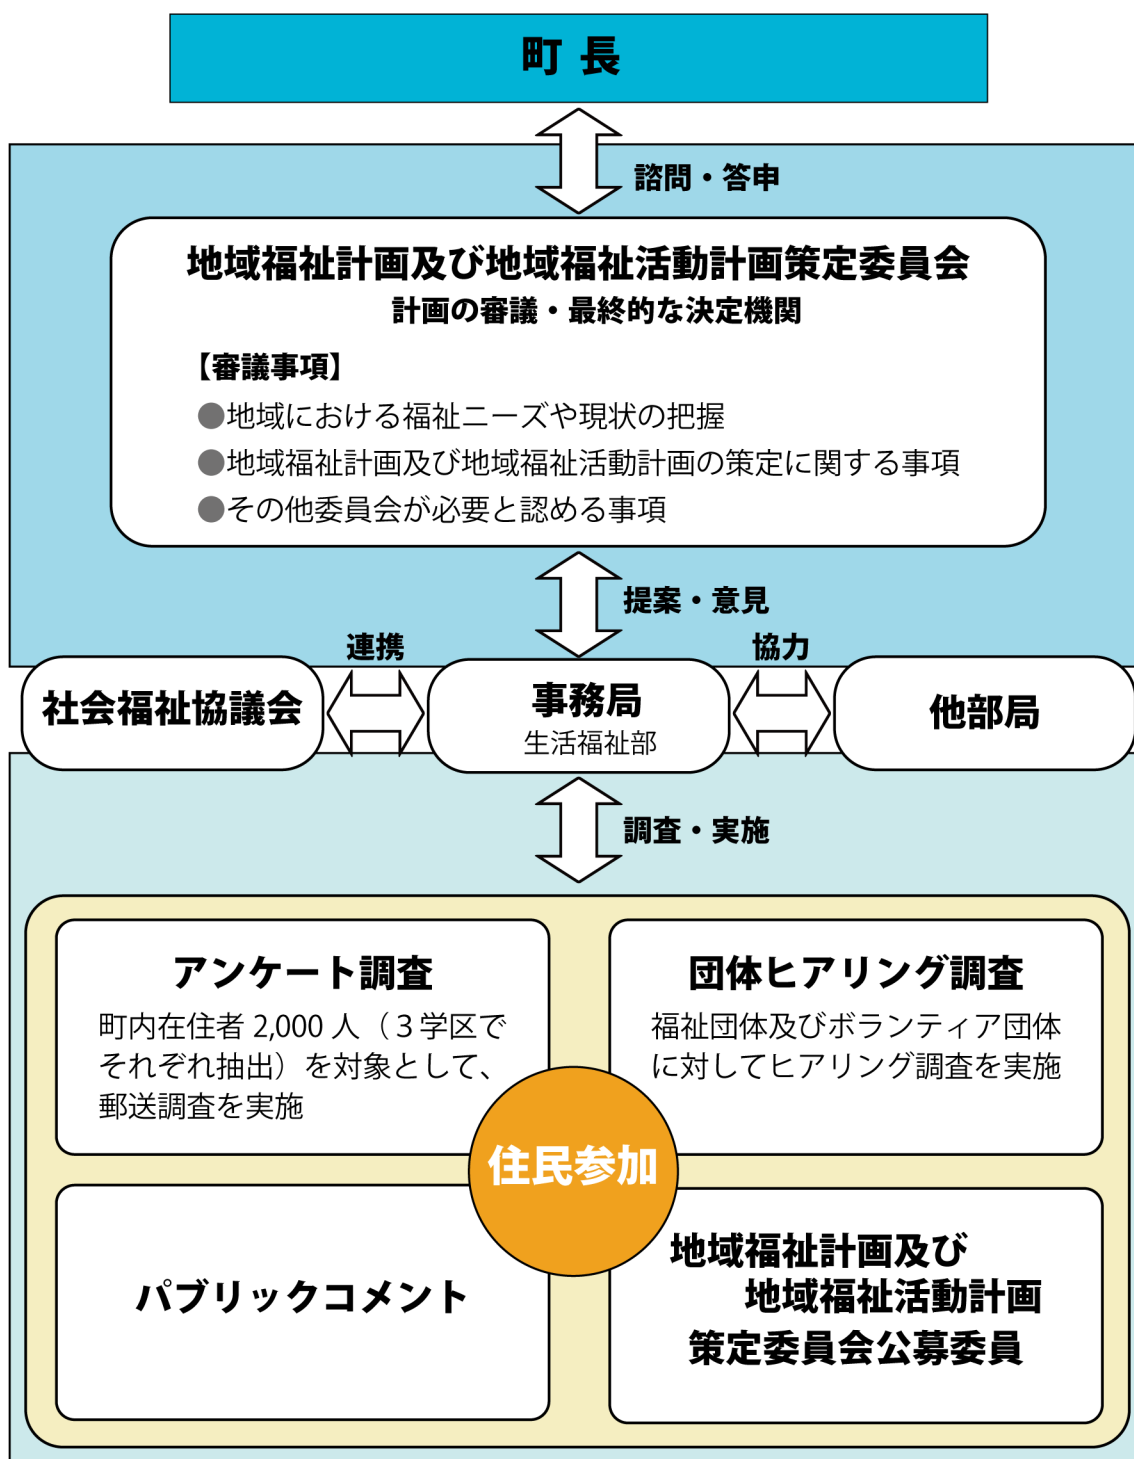 町長
諮問・答申
地域福祉計画及び地域福祉活動計画策定委員会
計画の審議・最終的な決定機関
【審議事項】
●地域における福祉ニーズや現状の把握
●地域福祉計画及び地域福祉活動計画の策定に関する事項
●その他委員会が必要と認める事項
提案・意見
連携
協力
社会福祉協議会
事務局
生活福祉部
他部局
調査・実施
アンケート調査
町内在住者 2,000 人（３学区で
それぞれ抽出）を対象として、
郵送調査を実施
団体ヒアリング調査
福祉団体及びボランティア団体
に対してヒアリング調査を実施
住民参加
パブリックコメント
地域福祉計画及び
地域福祉活動計画
策定委員会公募委員